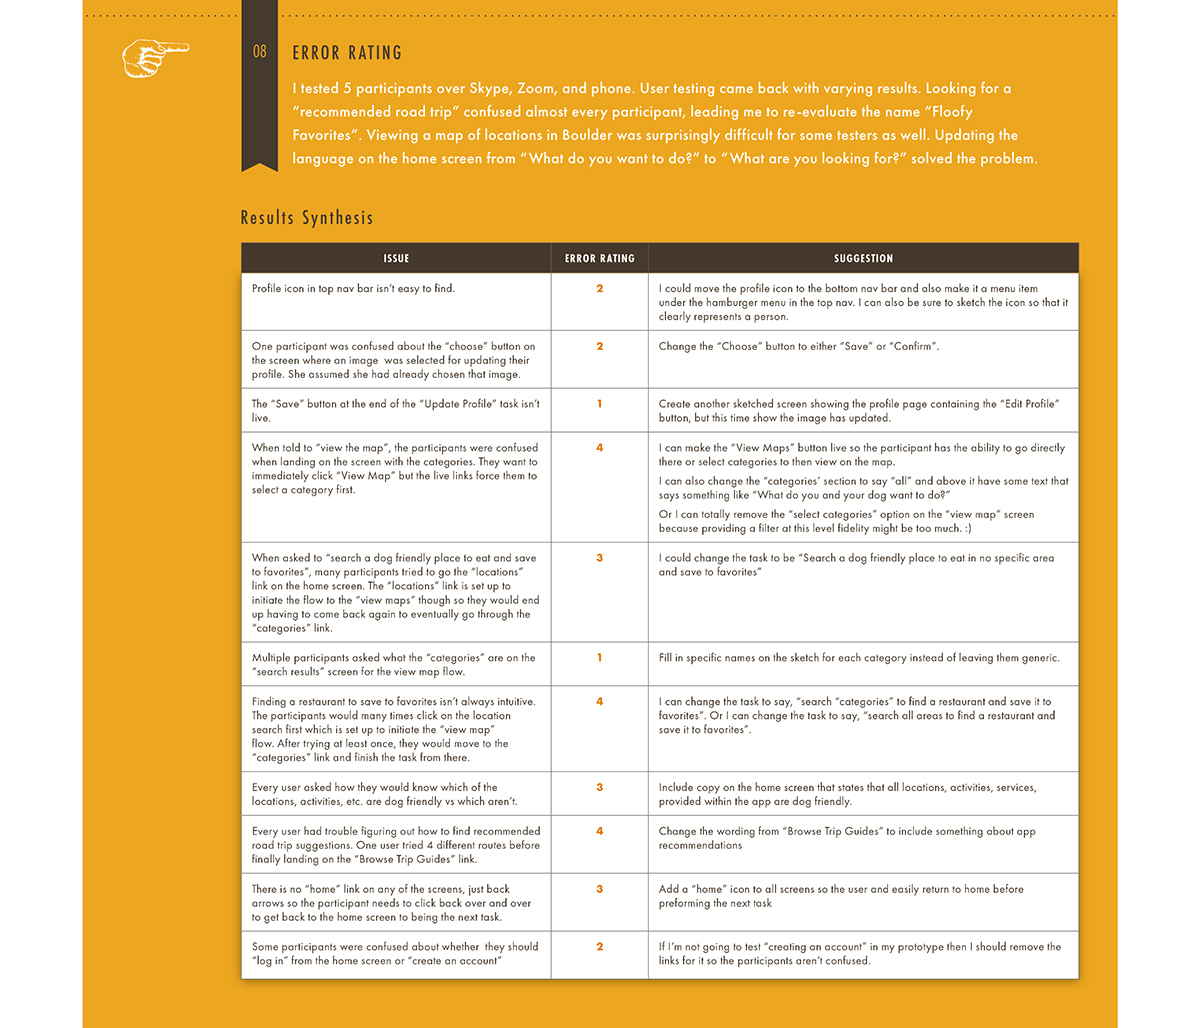 08
ERROR RATING
I tested 5 participants over Skype, Zoom, and phone. User testing came back with varying results. Looking for a
“recommended road trip” confused almost every participant, leading me to re-evaluate the name “Floofy
Favorites”. Viewing a map of locations in Boulder was surprisingly difficult for some testers as well. Updating the
language on the home screen from “What do you want to do?” to “What are you looking for?” solved the problem.
Results Synthesis
ISSUE
ERROR RATING
SUGGESTION
Profile icon in top nav bar isn’t easy to find.
2
I could move the profile icon to the bottom nav bar and also make it a menu item
under the hamburger menu in the top nav. I can also be sure to sketch the icon so that it
clearly represents a person.
One participant was confused about the “choose” button on
the screen where an image was selected for updating their
profile. She assumed she had already chosen that image.
2
Change the “Choose” button to either “Save” or “Confirm”.
The “Save” button at the end of the “Update Profile” task isn’t
live.
1
Create another sketched screen showing the profile page containing the “Edit Profile”
button, but this time show the image has updated.
When told to “view the map”, the participants were confused
when landing on the screen with the categories. They want to
immediately click “View Map” but the live links force them to
select a category first.
4
I can make the “View Maps” button live so the participant has the ability to go directly
there or select categories to then view on the map.
I can also change the “categories’ section to say “all” and above it have some text that
says something like “What do you and your dog want to do?”
Or I can totally remove the “select categories” option on the “view map” screen
because providing a filter at this level fidelity might be too much. :)
When asked to “search a dog friendly place to eat and save
to favorites”, many participants tried to go the “locations”
link on the home screen. The “locations” link is set up to
initiate the flow to the “view maps” though so they would end
up having to come back again to eventually go through the
“categories” link.
3
I could change the task to be “Search a dog friendly place to eat in no specific area
and save to favorites”
Multiple participants asked what the “categories” are on the
“search results” screen for the view map flow.
1
Fill in specific names on the sketch for each category instead of leaving them generic.
Finding a restaurant to save to favorites isn’t always intuitive.
The participants would many times click on the location
search first which is set up to initiate the “view map”
flow. After trying at least once, they would move to the
“categories” link and finish the task from there.
4
I can change the task to say, “search “categories” to find a restaurant and save it to
favorites”. Or I can change the task to say, “search all areas to find a restaurant and
save it to favorites”.
Every user asked how they would know which of the
locations, activities, etc. are dog friendly vs which aren’t.
3
Include copy on the home screen that states that all locations, activities, services,
provided within the app are dog friendly.
Every user had trouble figuring out how to find recommended
road trip suggestions. One user tried 4 different routes before
finally landing on the “Browse Trip Guides” link.
4
Change the wording from “Browse Trip Guides” to include something about app
recommendations
There is no “home” link on any of the screens, just back
arrows so the participant needs to click back over and over
to get back to the home screen to being the next task.
3
Add a “home” icon to all screens so the user and easily return to home before
preforming the next task
Some participants were confused about whether they should
“log in” from the home screen or “create an account”
2
If I’m not going to test “creating an account” in my prototype then I should remove the
links for it so the participants aren’t confused.